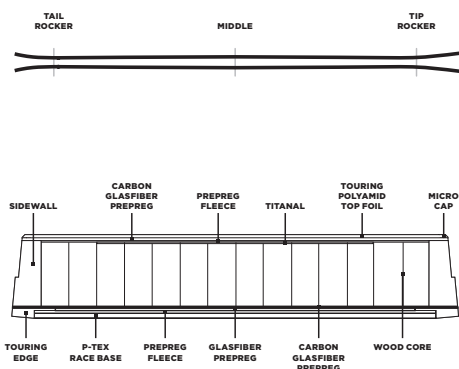 TAIL
ROCKER
MIDDLE
TIP
ROCKER
SIDEWALL
CARBON
GLASFIBER
PREPREG
PREPREG
FLEECE
TITANAL
TOURING
POLYAMID
TOP FOIL
MICRO
CAP
TOURING
EDGE
P-TEX
RACE BASE
PREPREG
FLEECE
GLASFIBER
PREPREG
CARBON
GLASFIBER
PREPREG
WOOD CORE